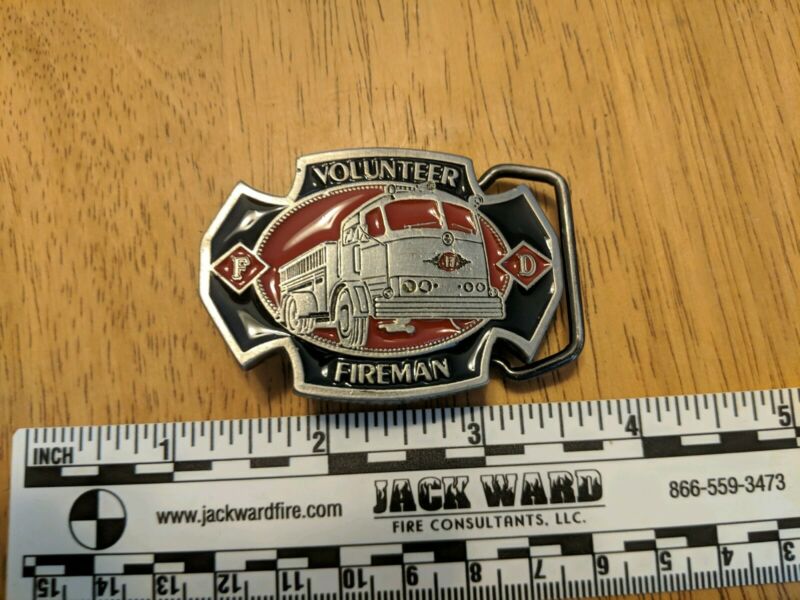 VOLUNTEER
F D
FIREMAN
INCH 1 2 3 4 5
www.jackwardfire.com
JACK WARD
FIRE CONSULTANTS, LLC.
866-559-3473
15 14 13 12 11 10 9 8 7 6 5 4 3